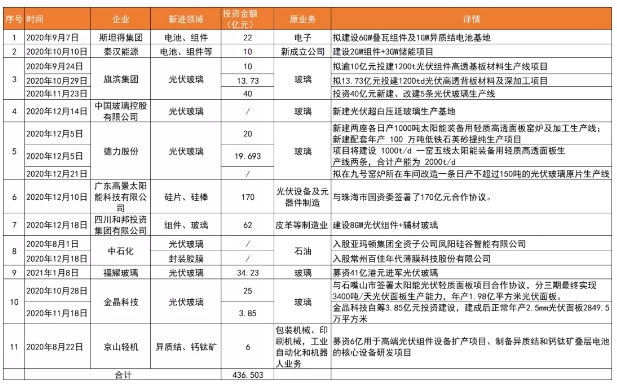 序号 时间 企业 新进领域 投资金额 原业务 详情
（亿元）
1 2020年9月7日 斯坦得集团 电池、组件 22 电子 拟建设6GW叠瓦组件及1GW异质结电池基地
2 2020年10月10日 秦汉新能 电池、组件等 10 新成立公司 建设2GW组件+3GW储能项目
3 2020年9月24日 旗滨集团 光伏玻璃 10 玻璃 拟逾10亿元投建1200t光伏组件高透基板材料生产线项目
2020年10月29日 13.73 拟13.73亿元投建1200td光伏高透背板材料及深加工项目
2020年11月23日 40 投资40亿元新建、改建5条光伏玻璃生产线
4 2020年12月14日 中国玻璃控股 光伏玻璃 / 玻璃 新建光伏超白压延玻璃生产基地
有限公司
5 2020年12月5日 德力股份 光伏玻璃 20 玻璃 新建两座各日产1000吨太阳能装备用轻质高透面板窑炉及加工生产线；
新建配套年产 100 万吨低铁石英砂提纯生产项目
2020年12月5日 19.693 项目将建设 1000t/d 一窑五线太阳能装备用轻质高透面板生
产线两条，合计产能为 2000t/d
2020年12月21日 / 拟在九号窑炉所在车间改造一条日产不超过150吨的光伏玻璃原片生产线
6 2020年12月10日 广东高景太阳 硅片、硅棒 170 光伏设备及元 与珠海市国资委签署了170亿元合作协议。
能科技有限公司 器件制造
7 2020年12月18日 四川和邦投资 组件、玻璃 62 皮革等制造业 建设8GW光伏组件+辅材玻璃
集团有限公司
8 2020年8月1日 中石化 光伏玻璃 / 石油 入股亚玛顿集团全资子公司凤阳硅谷智能有限公司
2020年12月18日 封装胶膜 / 入股常州百佳年代薄膜科技股份有限公司
9 2021年1月8日 福耀玻璃 光伏玻璃 34.23 玻璃 募资41亿港元进军光伏玻璃
10 2020年10月28日 金晶科技 光伏玻璃 25 玻璃 与石嘴山市签署太阳能光伏轻质面板项目合作协议，分三期最终实现
3400吨/天光伏面板生产能力，年产1.98亿平方米光伏面板。
2020年11月18日 3.85 金晶科技自筹3.85亿元投资建设，建成后正常年产2.5mm光伏面板2849.5
万平方米
11 2020年8月22日 京山轻机 异质结、钙钛矿 6 包装机械、印
刷机械，工业
自动化和机器
人业务 募资6亿用于高端光伏组件设备扩产项目、制备异质结和钙钛矿叠层电池
的核心设备研发项目
合计 436.503